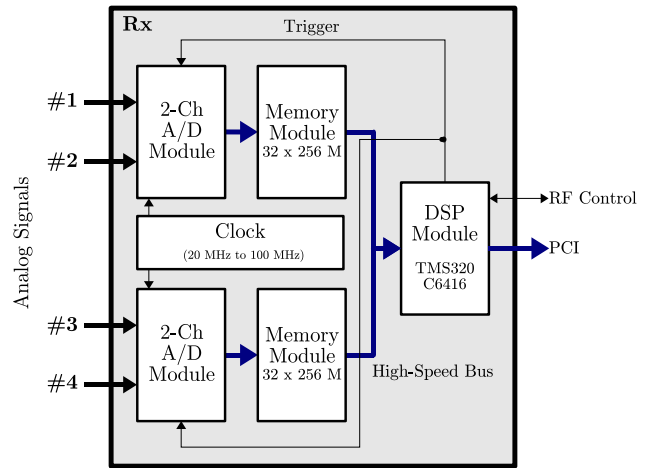 Rx
Trigger
#1
#2
2-Ch
A/D
Module
Memory
Module
32 x 256 M
DSP
Module
TMS320
C6416
RF Control
PCI
Clock
(20 MHz to 100 MHz)
Analog Signals
#3
#4
2-Ch
A/D
Module
Memory
Module
32 x 256 M
High-Speed Bus